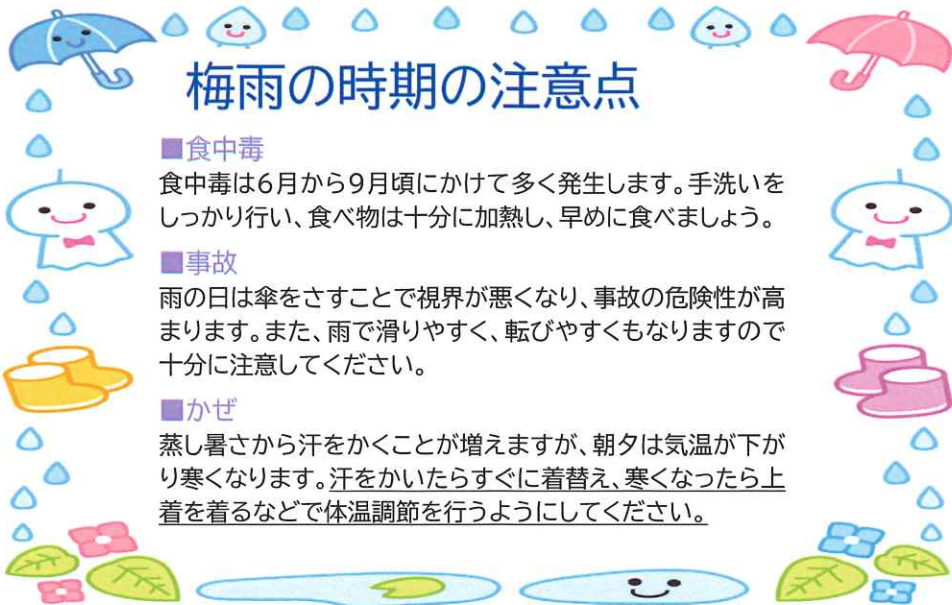 梅雨の時期の注意点
■食中毒
食中毒は6月から9月頃にかけて多く発生します。手洗いを
しっかり行い、食べ物は十分に加熱し、早めに食べましょう。
■事故
雨の日は傘をさすことで視界が悪くなり、事故の危険性が高
まります。また、雨で滑りやすく、転びやすくもなりますので
十分に注意してください。
■かぜ
蒸し暑さから汗をかくことが増えますが、朝夕は気温が下が
り寒くなります。汗をかいたらすぐに着替え、寒くなったら上
着を着るなどで体温調節を行うようにしてください。